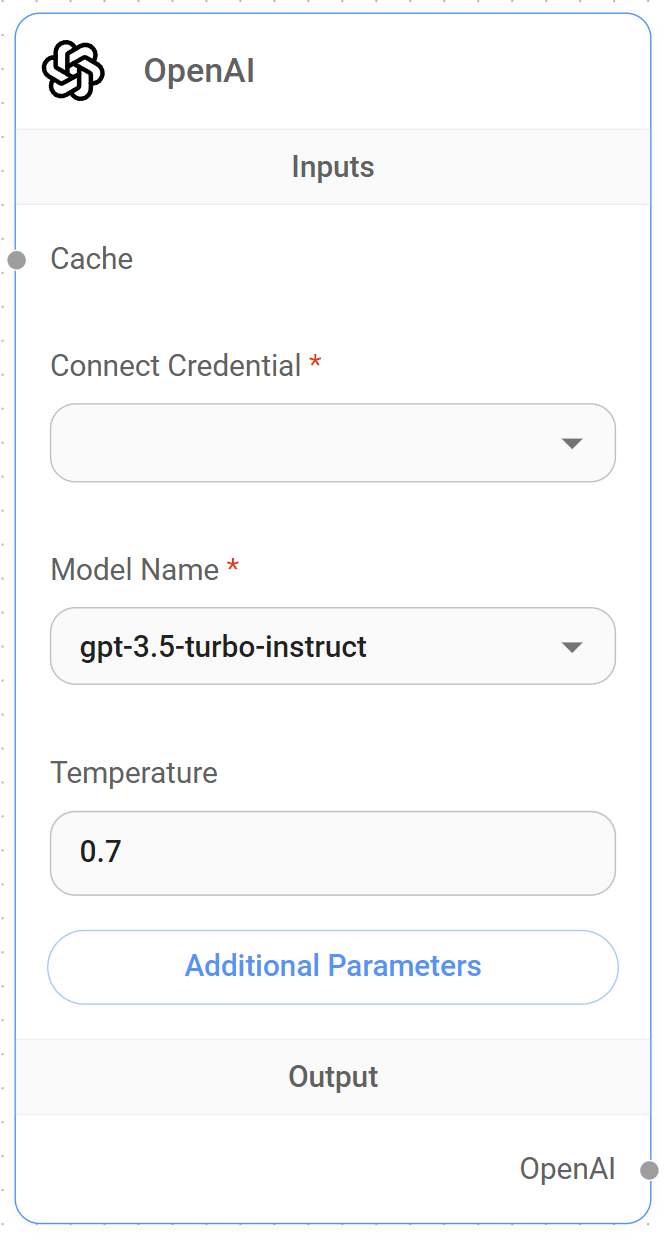 OpenAI
Inputs
Cache
Connect Credential *
Model Name *
gpt-3.5-turbo-instruct
Temperature
0.7
Additional Parameters
Output
OpenAI